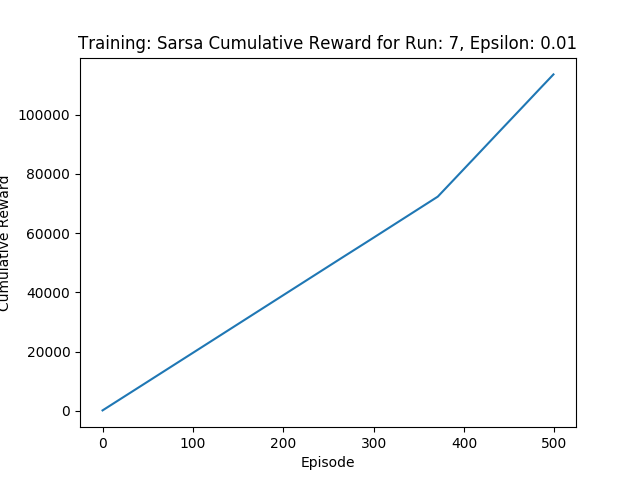 Training: Sarsa Cumulative Reward for Run: 7, Epsilon: 0.01
100000
80000
60000
40000
20000
0
Cumulative Reward
0 100 200 300 400 500
Episode